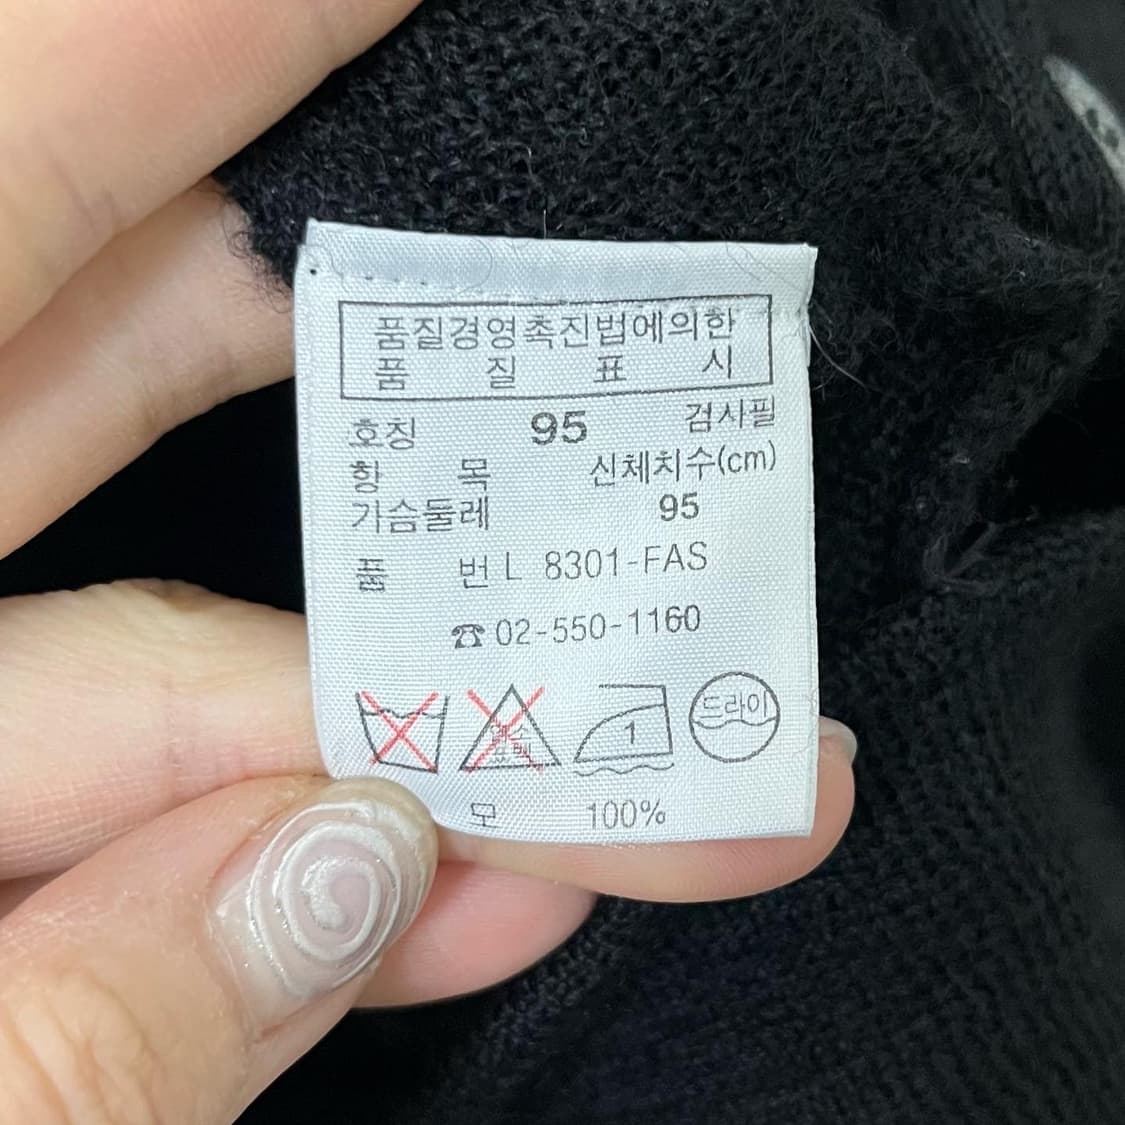 품질경영촉진법에의한
품 질 표 시
호칭 95 검사필
항 목 신체치수(cm)
가슴둘레 95
품 번 L 8301-FAS
☎ 02-550-1160
1 드라이
모 100%